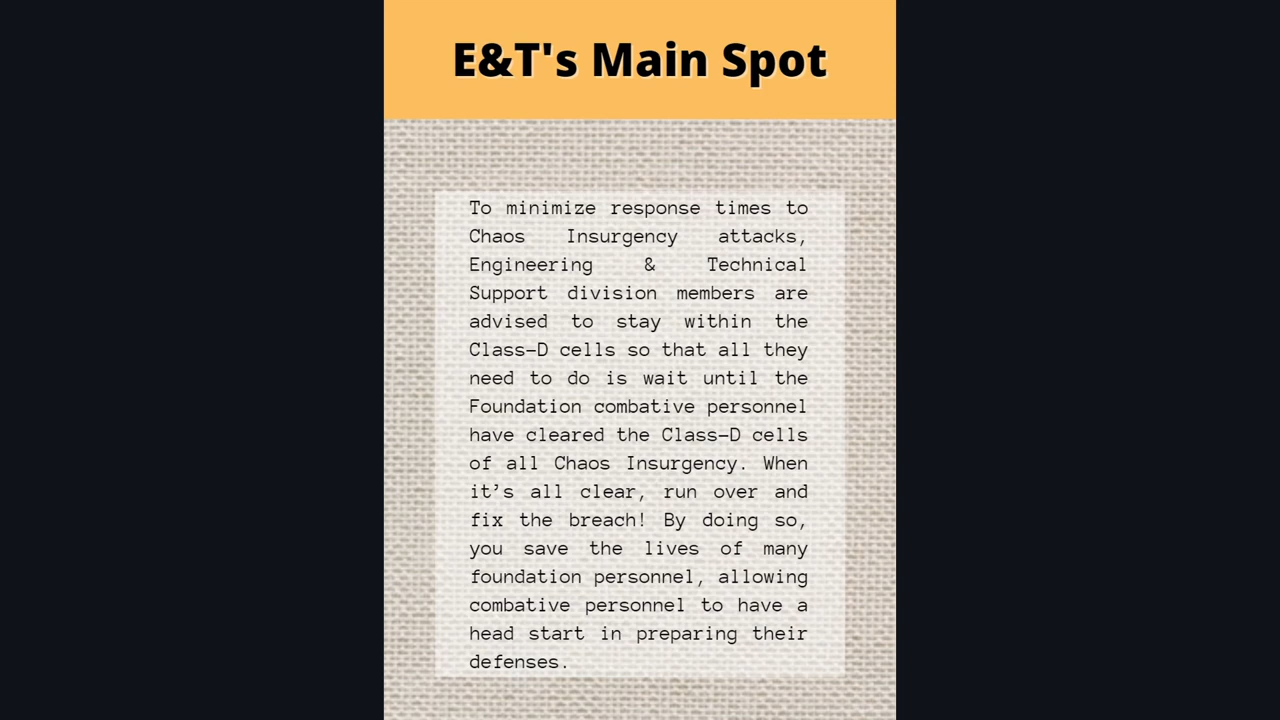 E&T's Main Spot
To minimize response times to
Chaos Insurgency attacks,
Engineering & Technical
Support division members are
advised to stay within the
Class-D cells so that all they
need to do is wait until the
Foundation combative personnel
have cleared the Class-D cells
of all Chaos Insurgency. When
it’s all clear, run over and
fix the breach! By doing so,
you save the lives of many
foundation personnel, allowing
combative personnel to have a
head start in preparing their
defenses.